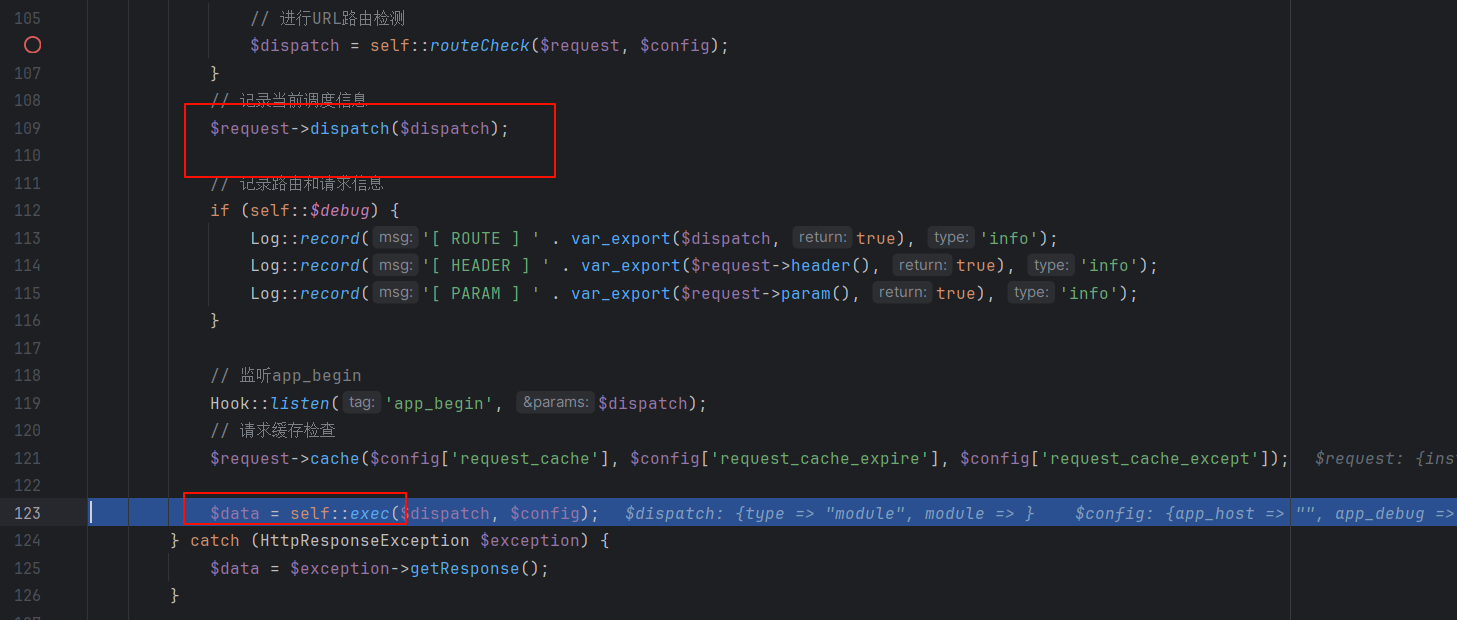 105 // 进行URL路由检测
$dispatch = self::routeCheck($request, $config);
107 }
108 // 记录当前调度信息
109 $request->dispatch($dispatch);
110
111 // 记录路由和请求信息
112 if (self::$debug) {
113 Log::record( msg: '[ ROUTE ] ' . var_export($dispatch, return: true), type: 'info');
114 Log::record( msg: '[ HEADER ] ' . var_export($request->header(), return: true), type: 'info');
115 Log::record( msg: '[ PARAM ] ' . var_export($request->param(), return: true), type: 'info');
116 }
117
118 // 监听app_begin
119 Hook::listen( tag: 'app_begin', &params: $dispatch);
120 // 请求缓存检查
121 $request->cache($config['request_cache'], $config['request_cache_expire'], $config['request_cache_except']); $request: {ins
122
123 $data = self::exec($dispatch, $config); $dispatch: {type => "module", module => } $config: {app_host => "", app_debug =>
124 } catch (HttpResponseException $exception) {
125 $data = $exception->getResponse();
126 }